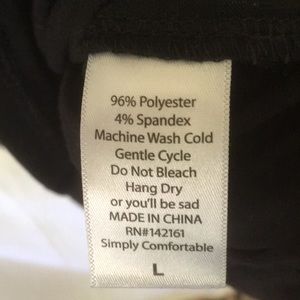 96% Polyester
4% Spandex
Machine Wash Cold
Gentle Cycle
Do Not Bleach
Hang Dry
or you'll be sad
MADE IN CHINA
RN#142161
Simply Comfortable
L